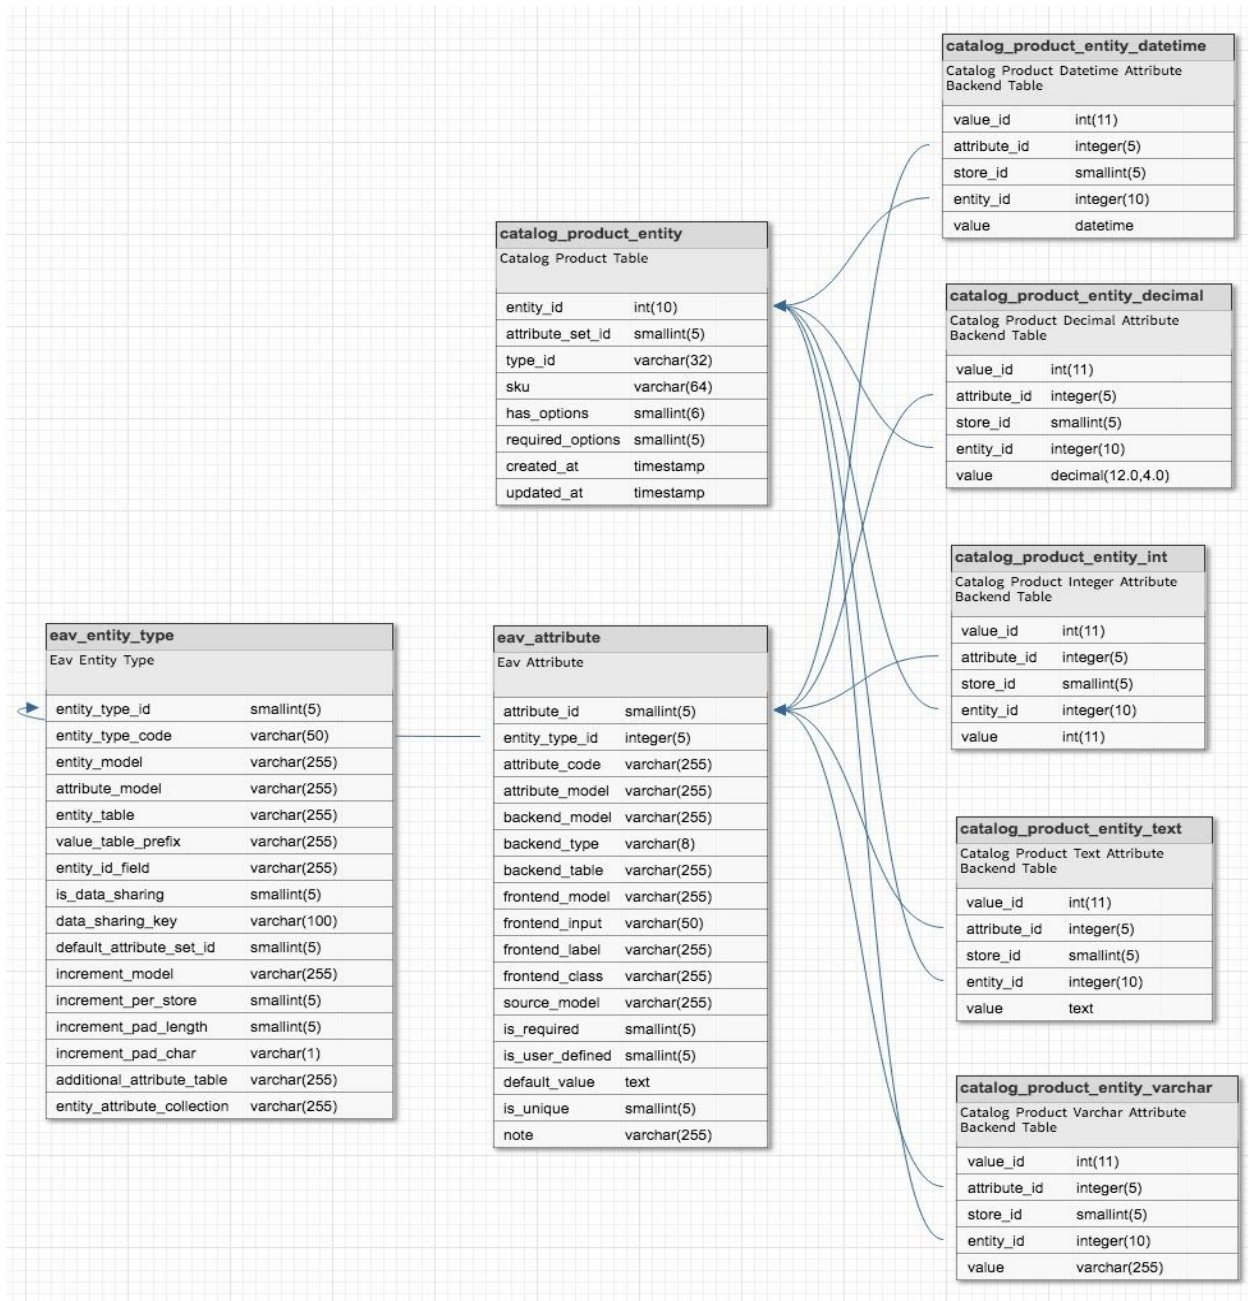 catalog_product_entity_datetime
Catalog Product Datetime Attribute
Backend Table
value_id int(11)
attribute_id integer(5)
store_id smallint(5)
entity_id integer(10)
value datetime
catalog_product_entity
Catalog Product Table
entity_id int(10)
attribute_set_id smallint(5)
type_id varchar(32)
sku varchar(64)
has_options smallint(6)
required_options smallint(5)
created_at timestamp
updated_at timestamp
catalog_product_entity_decimal
Catalog Product Decimal Attribute
Backend Table
value_id int(11)
attribute_id integer(5)
store_id smallint(5)
entity_id integer(10)
value decimal(12.0,4.0)
catalog_product_entity_int
Catalog Product Integer Attribute
Backend Table
value_id int(11)
attribute_id integer(5)
store_id smallint(5)
entity_id integer(10)
value int(11)
eav_entity_type
Eav Entity Type
entity_type_id smallint(5)
entity_type_code varchar(50)
entity_model varchar(255)
attribute_model varchar(255)
entity_table varchar(255)
value_table_prefix varchar(255)
entity_id_field varchar(255)
is_data_sharing smallint(5)
data_sharing_key varchar(100)
default_attribute_set_id smallint(5)
increment_model varchar(255)
increment_per_store smallint(5)
increment_pad_length smallint(5)
increment_pad_char varchar(1)
additional_attribute_table varchar(255)
entity_attribute_collection varchar(255)
eav_attribute
Eav Attribute
attribute_id smallint(5)
entity_type_id integer(5)
attribute_code varchar(255)
attribute_model varchar(255)
backend_model varchar(255)
backend_type varchar(8)
backend_table varchar(255)
frontend_model varchar(255)
frontend_input varchar(50)
frontend_label varchar(255)
frontend_class varchar(255)
source_model varchar(255)
is_required smallint(5)
is_user_defined smallint(5)
default_value text
is_unique smallint(5)
note varchar(255)
catalog_product_entity_text
Catalog Product Text Attribute
Backend Table
value_id int(11)
attribute_id integer(5)
store_id smallint(5)
entity_id integer(10)
value text
catalog_product_entity_varchar
Catalog Product Varchar Attribute
Backend Table
value_id int(11)
attribute_id integer(5)
store_id smallint(5)
entity_id integer(10)
value varchar(255)